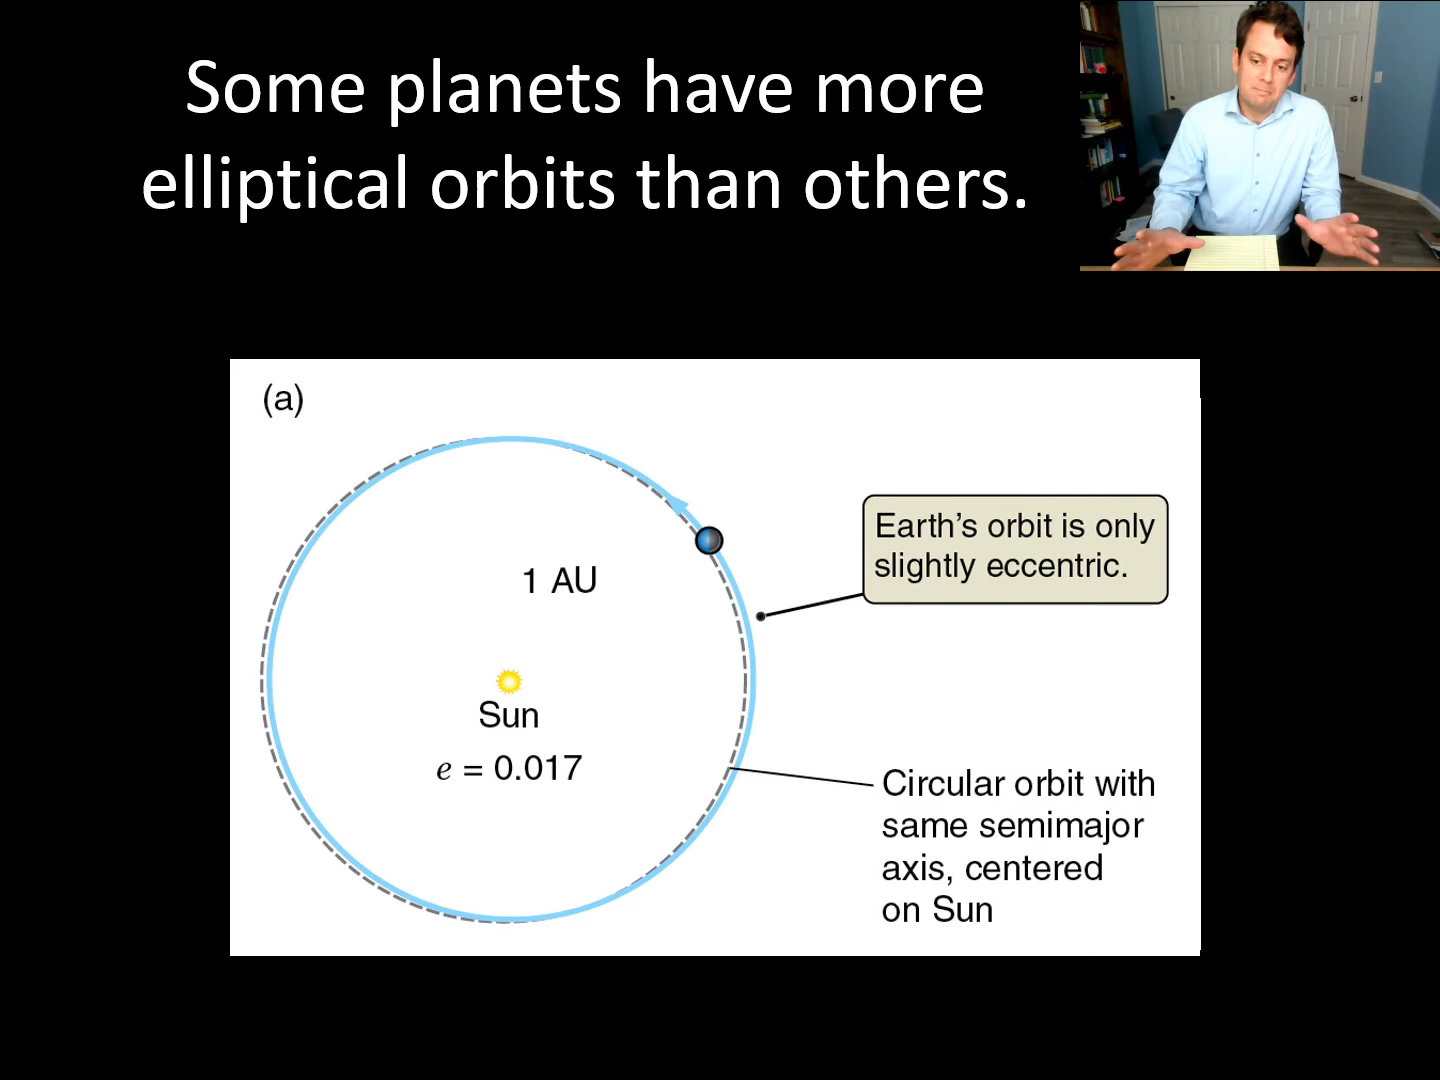 Some planets have more
elliptical orbits than others.
(a)
Earth’s orbit is only
slightly eccentric.
1 AU
Sun
e = 0.017
Circular orbit with
same semimajor
axis, centered
on Sun